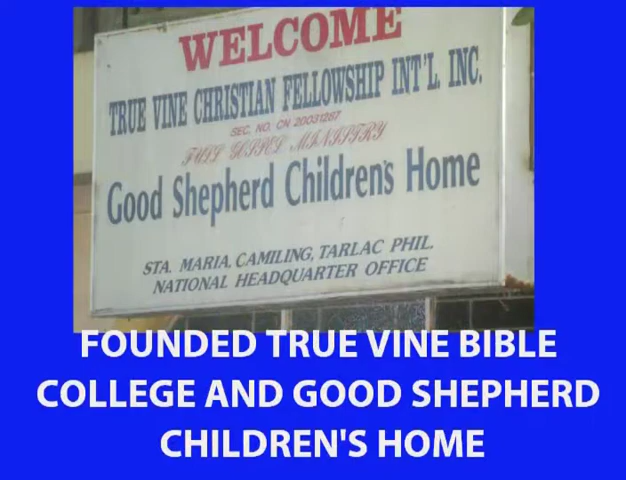 WELCOME
TRUE VINE CHRISTIAN FELLOWSHIP INT'L. INC.
SEC. NO. CN 20031287
FULL GOSPEL MINISTRY
Good Shepherd Children's Home
STA. MARIA, CAMILING, TARLAC PHIL.
NATIONAL HEADQUARTER OFFICE
FOUNDED TRUE VINE BIBLE
COLLEGE AND GOOD SHEPHERD
CHILDREN'S HOME